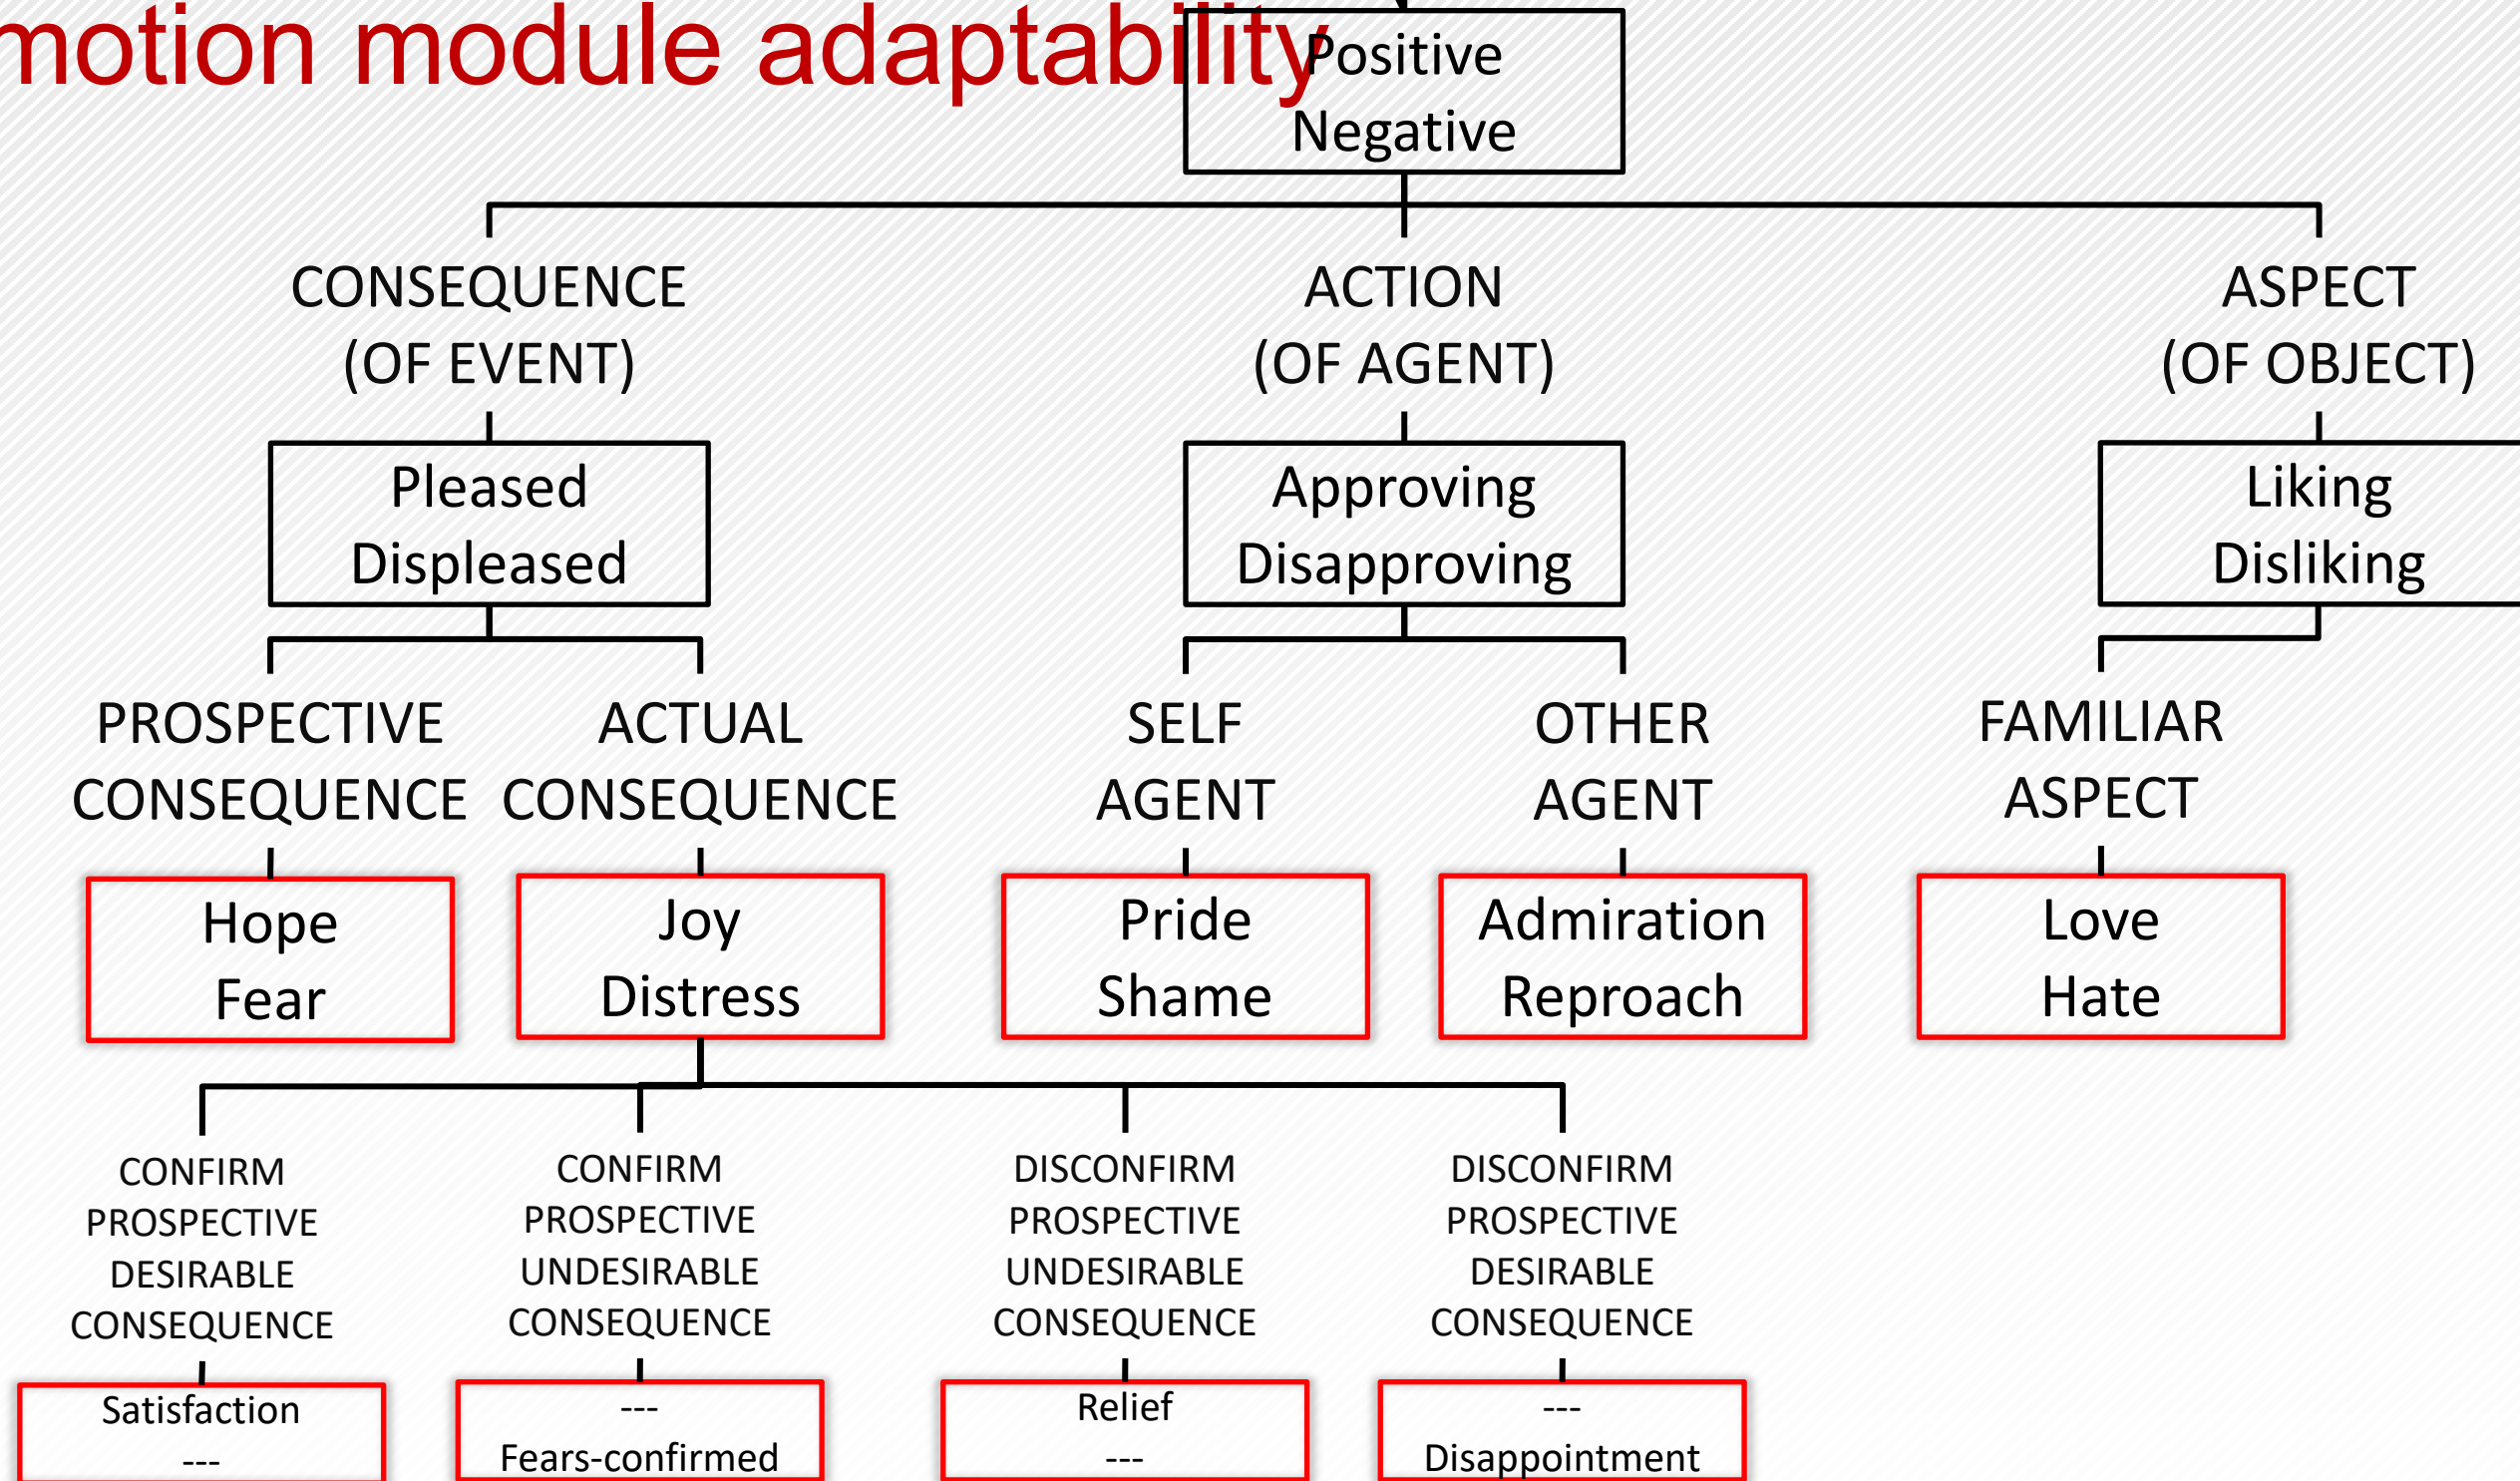 motion module adaptability
Positive
Negative
CONSEQUENCE
(OF EVENT)
ACTION
(OF AGENT)
ASPECT
(OF OBJECT)
Pleased
Displeased
Approving
Disapproving
Liking
Disliking
PROSPECTIVE
CONSEQUENCE
ACTUAL
CONSEQUENCE
SELF
AGENT
OTHER
AGENT
FAMILIAR
ASPECT
Hope
Fear
Joy
Distress
Pride
Shame
Admiration
Reproach
Love
Hate
CONFIRM
PROSPECTIVE
DESIRABLE
CONSEQUENCE
CONFIRM
PROSPECTIVE
UNDESIRABLE
CONSEQUENCE
DISCONFIRM
PROSPECTIVE
UNDESIRABLE
CONSEQUENCE
DISCONFIRM
PROSPECTIVE
DESIRABLE
CONSEQUENCE
Satisfaction
---
---
Fears-confirmed
Relief
---
---
Disappointment